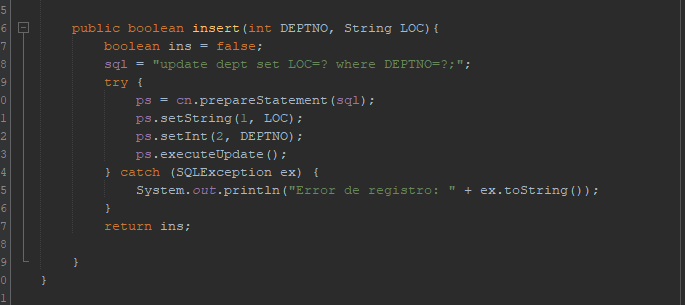 5
6 public boolean insert(int DEPTNO, String LOC){
7 boolean ins = false;
8 sql = "update dept set LOC=? where DEPTNO=?;";
9 try {
0 ps = cn.prepareStatement(sql);
1 ps.setString(1, LOC);
2 ps.setInt(2, DEPTNO);
3 ps.executeUpdate();
4 } catch (SQLException ex) {
5 System.out.println("Error de registro: " + ex.toString());
6 }
7 return ins;
8
9 }
0 }
1